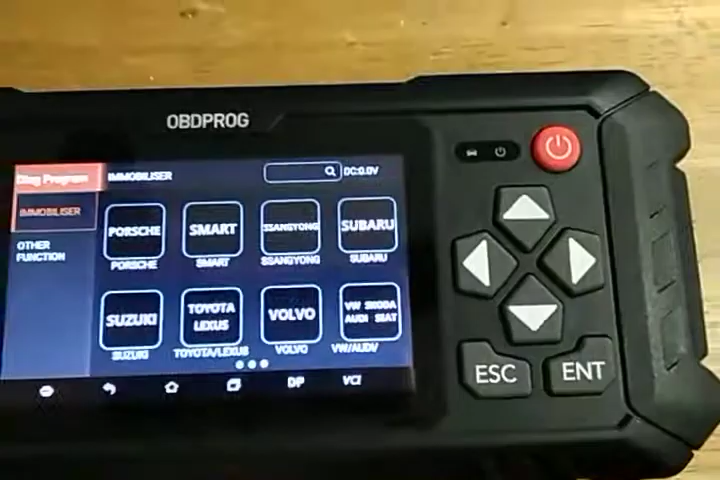 OBDPROG
Diag Program
IMMOBILISER
DC:0.0V
IMMOBILISER
OTHER
FUNCTION
PORSCHE
SMART
SSANGYONG
SUBARU
PORSCHE
SMART
SSANGYONG
SUBARU
SUZUKI
TOYOTA
LEXUS
VOLVO
VW SKODA
AUDI SEAT
SUZUKI
TOYOTA/LEXUS
VOLVO
VW/AUDI/
DP
VCI
ESC
ENT